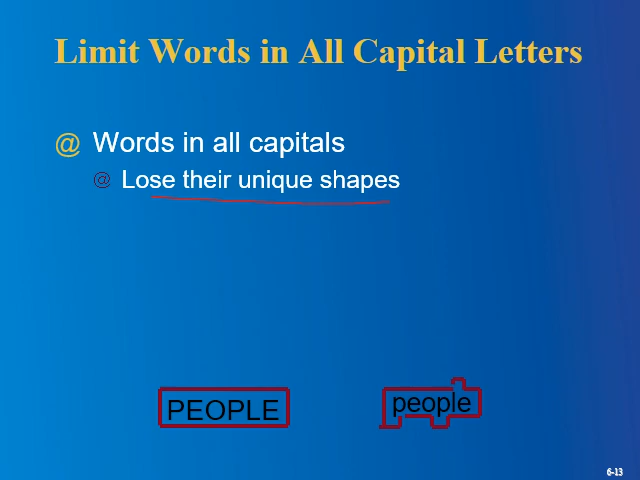 Limit Words in All Capital Letters
@ Words in all capitals
@ Lose their unique shapes
PEOPLE people
6-13